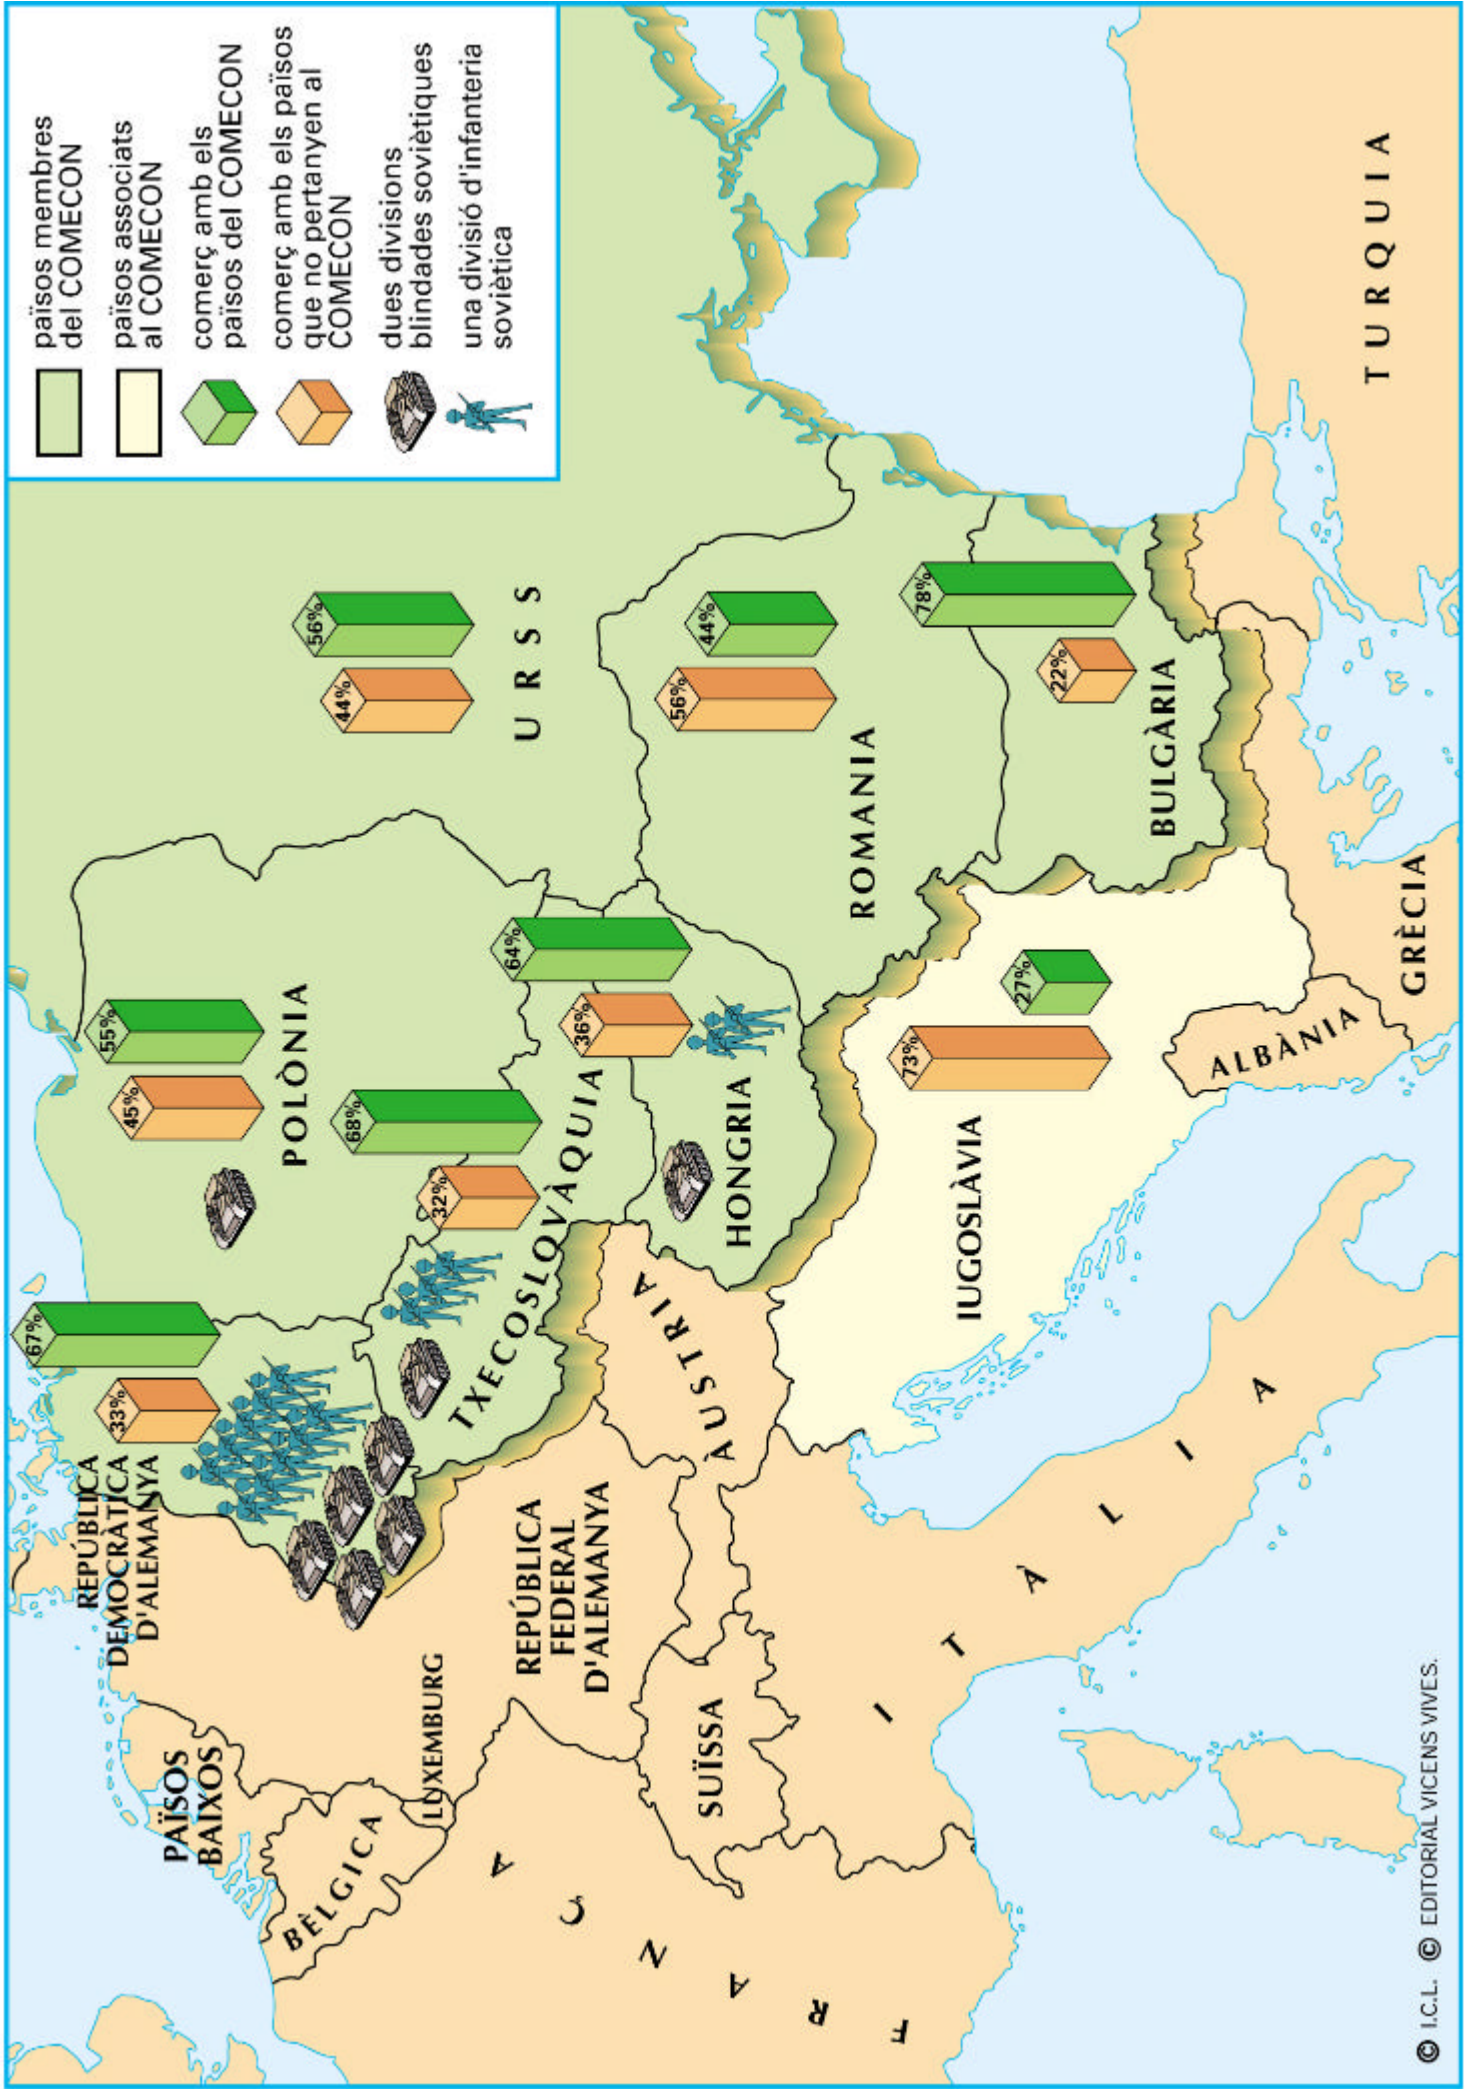 països membres
del COMECON
països associats
al COMECON
comerç amb els
països del COMECON
comerç amb els països
que no pertanyen al
COMECON
dues divisions
blindades soviètiques
una divisió d'infanteria
soviètica
REPÚBLICA
DEMOCRÀTICA
D'ALEMANYA
33%
67%
POLÒNIA
45%
55%
URSS
44%
56%
TXECOSLOVÀQUIA
32%
68%
HONGRIA
36%
64%
ROMANIA
56%
44%
BULGÀRIA
22%
78%
IUGOSLÀVIA
73%
27%
ALBÀNIA
GRÈCIA
TURQUIA
PAÏSOS
BAIXOS
BÈLGICA
LUXEMBURG
REPÚBLICA
FEDERAL
D'ALEMANYA
ÀUSTRIA
SUÏSSA
FRANÇA
ITÀLIA
© I.C.L. © EDITORIAL VICENS VIVES.